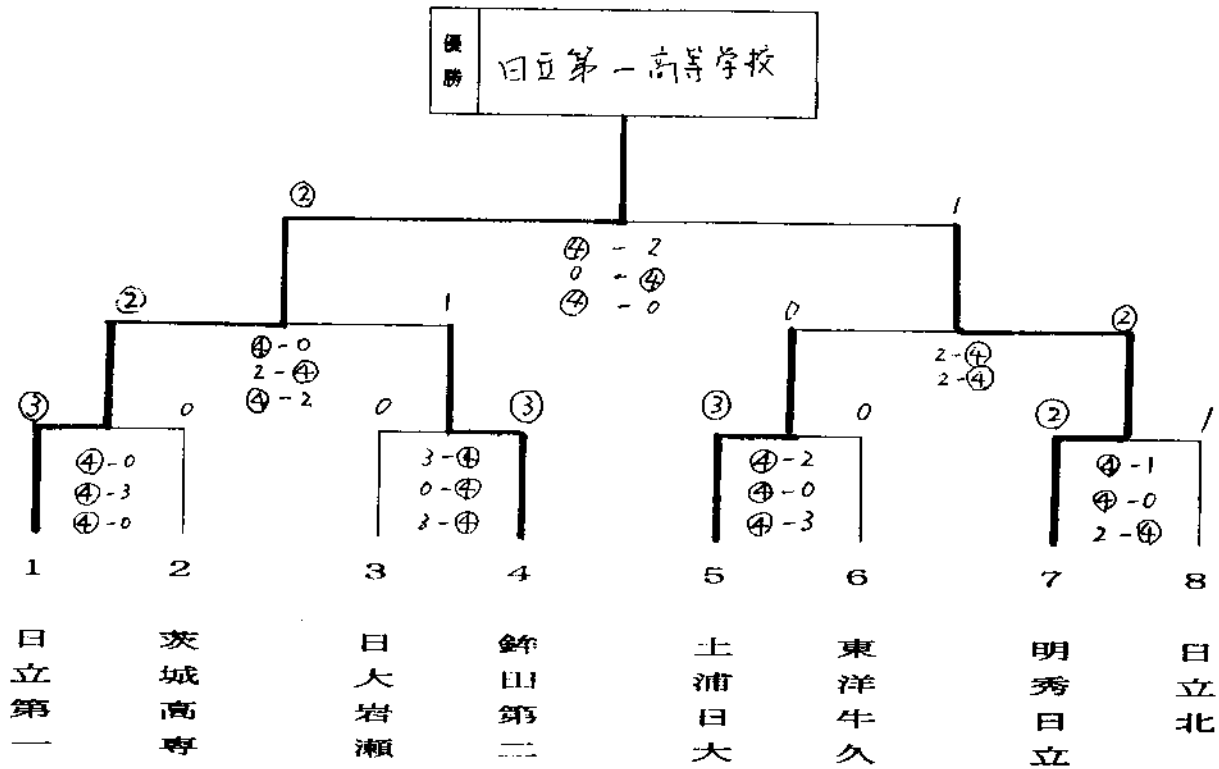 優勝
日立第一高等学校
② 1
④ - 2
0 - ④
④ - 0
② 1 0 ②
④-0
2-④
④-2
2-④
2-④
③ 0 0 ③ ③ 0 ② 1
④-0
④-3
④-0
3-④
0-④
3-④
④-2
④-0
④-3
④-1
④-0
2-④
1 2 3 4 5 6 7 8
日立第一
茨城高専
日大岩瀬
鉾田第二
土浦日大
東洋牛久
明秀日立
日立北